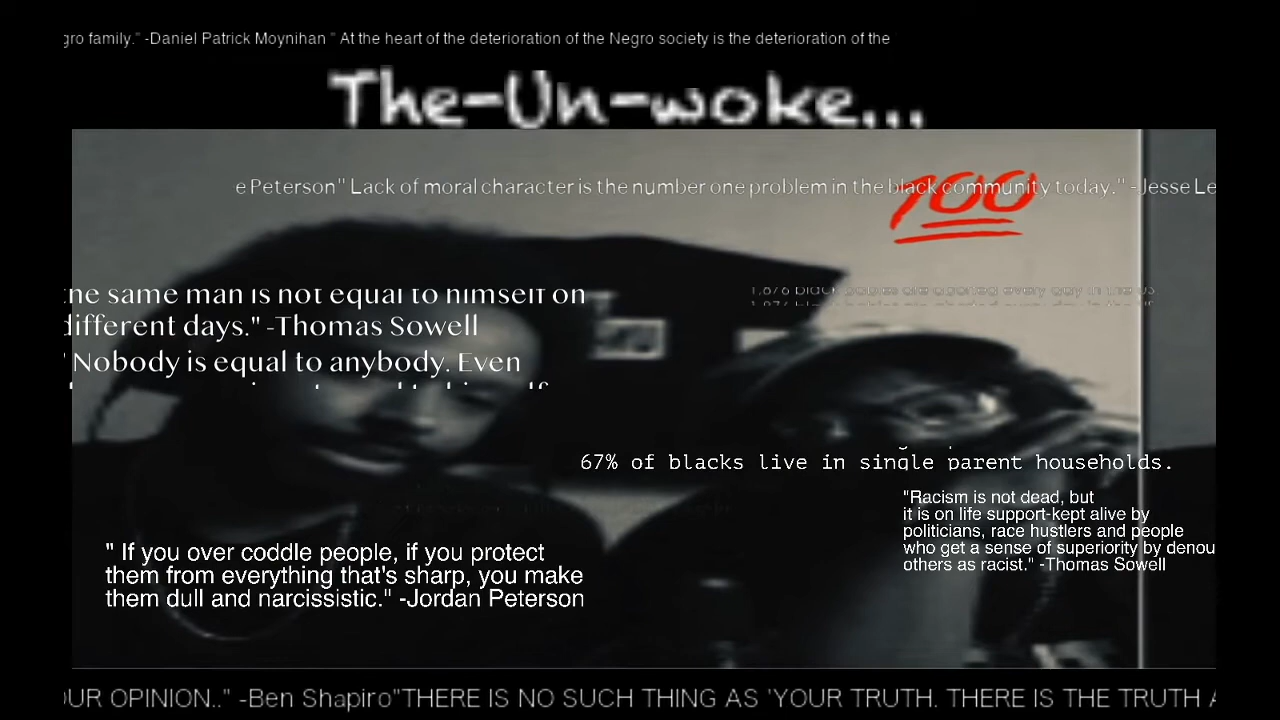 gro family." -Daniel Patrick Moynihan " At the heart of the deterioration of the Negro society is the deterioration of the
The-Un-woke...
e Peterson" Lack of moral character is the number one problem in the black community today." -Jesse Le
100
the same man is not equal to himself on
different days." -Thomas Sowell
" Nobody is equal to anybody. Even
67% of blacks live in single parent households.
"Racism is not dead, but
it is on life support-kept alive by
politicians, race hustlers and people
who get a sense of superiority by denou
others as racist." -Thomas Sowell
" If you over coddle people, if you protect
them from everything that's sharp, you make
them dull and narcissistic." -Jordan Peterson
OUR OPINION.." -Ben Shapiro"THERE IS NO SUCH THING AS 'YOUR TRUTH. THERE IS THE TRUTH A